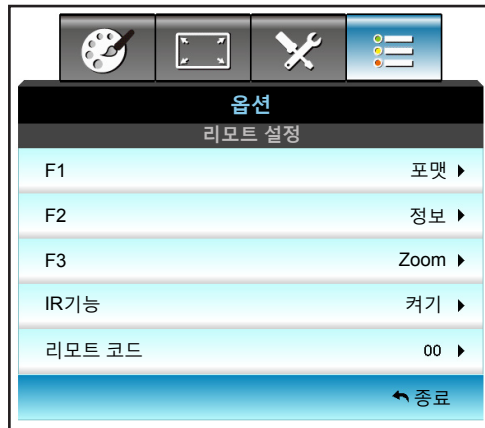 옵션
리모트 설정
F1 포맷
F2 정보
F3 Zoom
IR기능 켜기
리모트 코드 00
종료